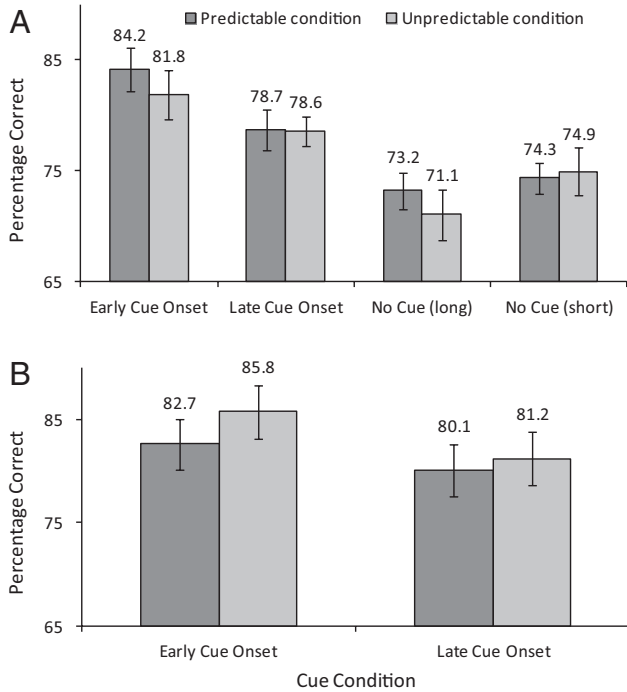 A
Predictable condition Unpredictable condition
84.2
81.8
85
78.7 78.6
74.9
74.3
73.2
71.1
75
65
Percentage Correct
Early Cue Onset Late Cue Onset No Cue (long) No Cue (short)
B
85.8
82.7
85
81.2
80.1
75
65
Percentage Correct
Early Cue Onset Late Cue Onset
Cue Condition